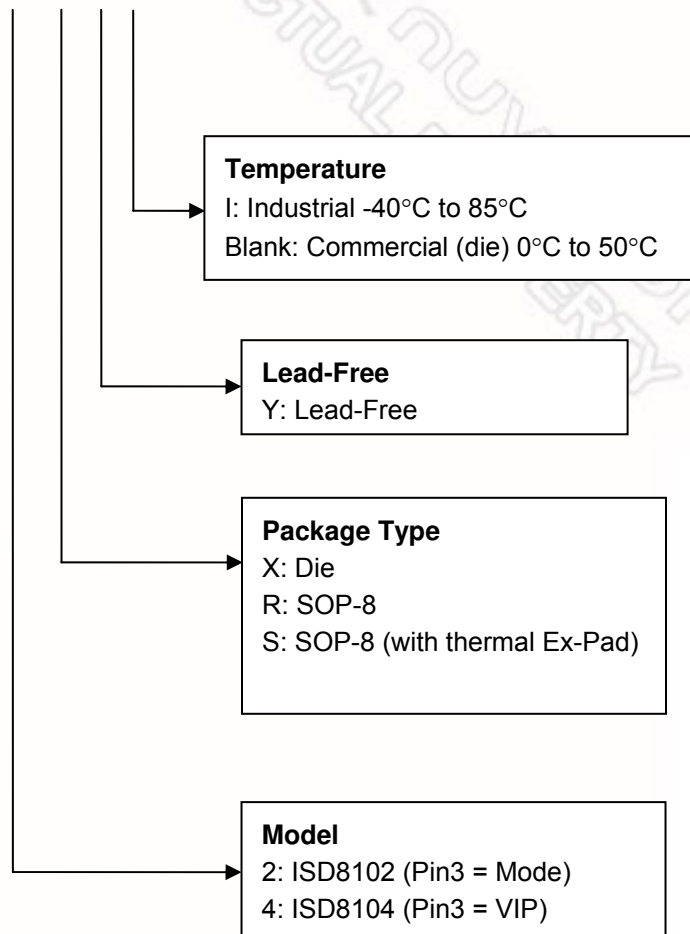 Temperature
I: Industrial -40°C to 85°C
Blank: Commercial (die) 0°C to 50°C
Lead-Free
Y: Lead-Free
Package Type
X: Die
R: SOP-8
S: SOP-8 (with thermal Ex-Pad)
Model
2: ISD8102 (Pin3 = Mode)
4: ISD8104 (Pin3 = VIP)